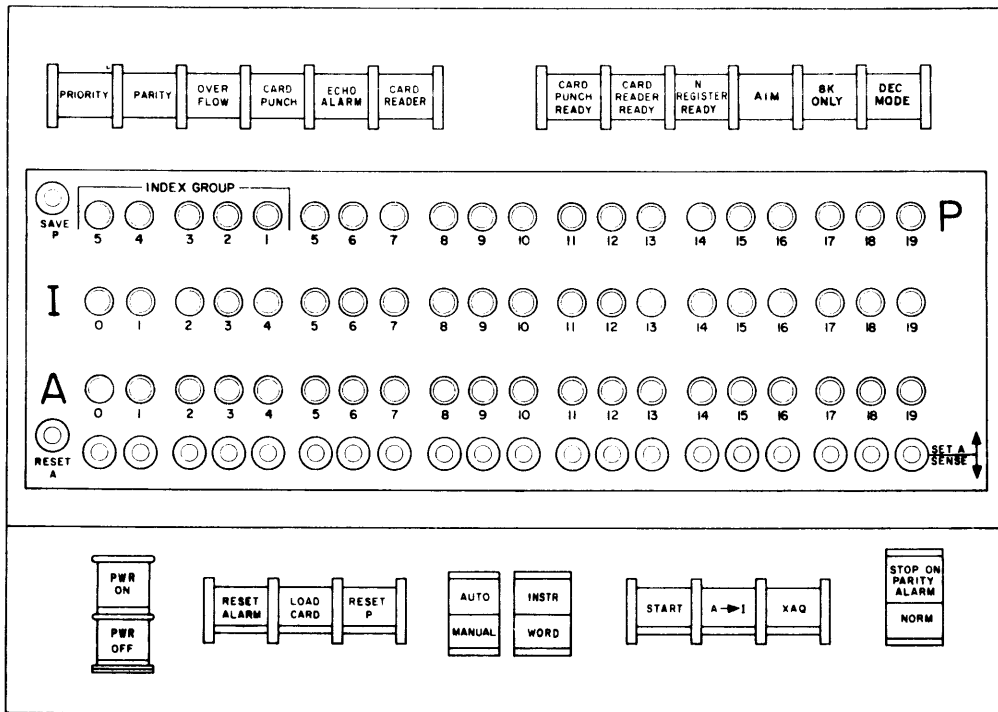 PRIORITY PARITY OVER FLOW CARD PUNCH ECHO ALARM CARD READER CARD PUNCH READY CARD READER READY N REGISTER READY AIM 8K ONLY DEC MODE
INDEX GROUP
SAVE P
P
5 4 3 2 1 5 6 7 8 9 10 11 12 13 14 15 16 17 18 19
I
0 1 2 3 4 5 6 7 8 9 10 11 12 13 14 15 16 17 18 19
A
0 1 2 3 4 5 6 7 8 9 10 11 12 13 14 15 16 17 18 19
RESET A
SET A
SENSE
PWR ON
PWR OFF
RESET ALARM LOAD CARD RESET P
AUTO
MANUAL
INSTR
WORD
START A→I XAQ
STOP ON PARITY ALARM
NORM